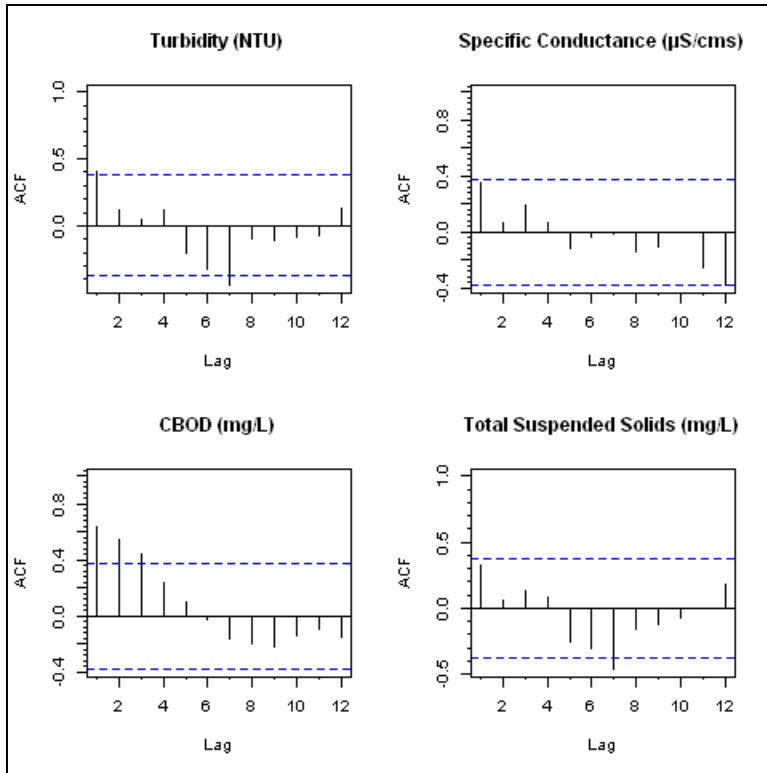 Turbidity (NTU)
ACF
1.0
0.5
0.0
2 4 6 8 10 12
Lag
Specific Conductance (µS/cms)
ACF
0.8
0.4
0.0
-0.4
2 4 6 8 10 12
Lag
CBOD (mg/L)
ACF
0.8
0.4
0.0
-0.4
2 4 6 8 10 12
Lag
Total Suspended Solids (mg/L)
ACF
1.0
0.5
0.0
-0.5
2 4 6 8 10 12
Lag